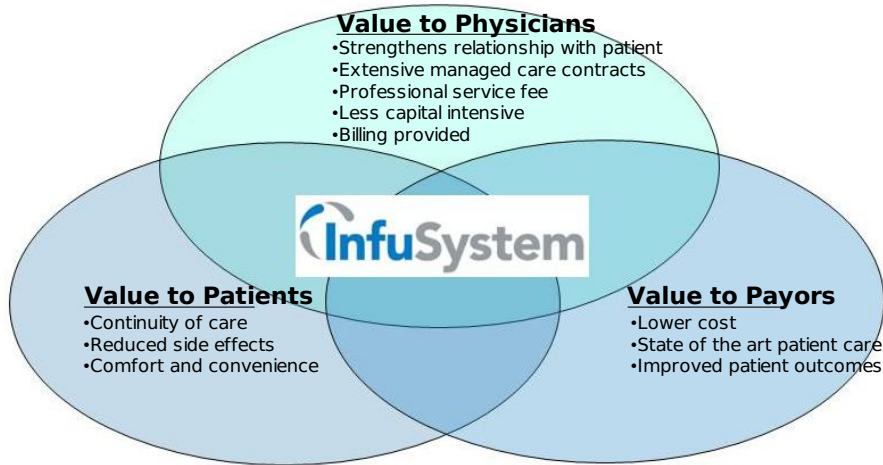 Value to Physicians
•Strengthens relationship with patient
•Extensive managed care contracts
•Professional service fee
•Less capital intensive
•Billing provided
InfuSystem
Value to Patients
•Continuity of care
•Reduced side effects
•Comfort and convenience
Value to Payors
•Lower cost
•State of the art patient care
•Improved patient outcomes